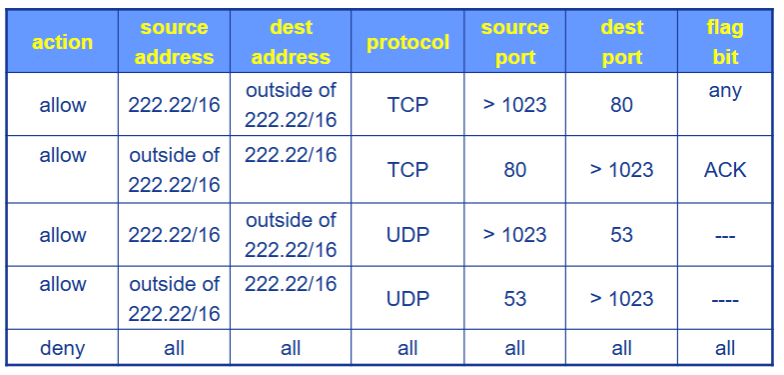 action source address dest address protocol source port dest port flag bit
allow 222.22/16 outside of 222.22/16 TCP > 1023 80 any
allow outside of 222.22/16 222.22/16 TCP 80 > 1023 ACK
allow 222.22/16 outside of 222.22/16 UDP > 1023 53 ---
allow outside of 222.22/16 222.22/16 UDP 53 > 1023 ----
deny all all all all all all